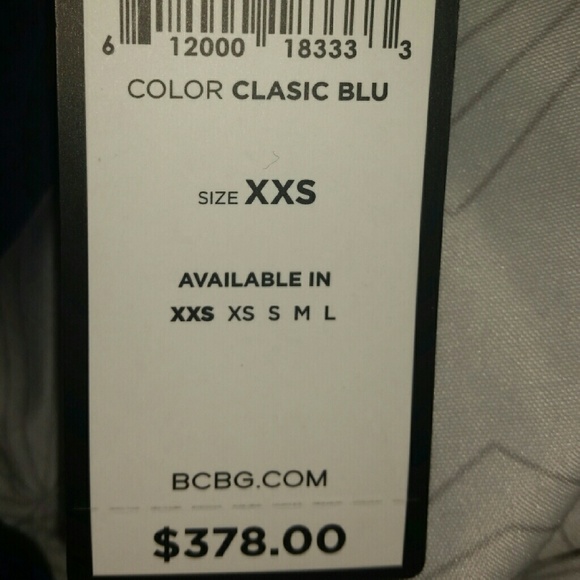 6 12000 18333 3
COLOR CLASIC BLU
SIZE XXS
AVAILABLE IN
XXS XS S M L
BCBG.COM
$378.00